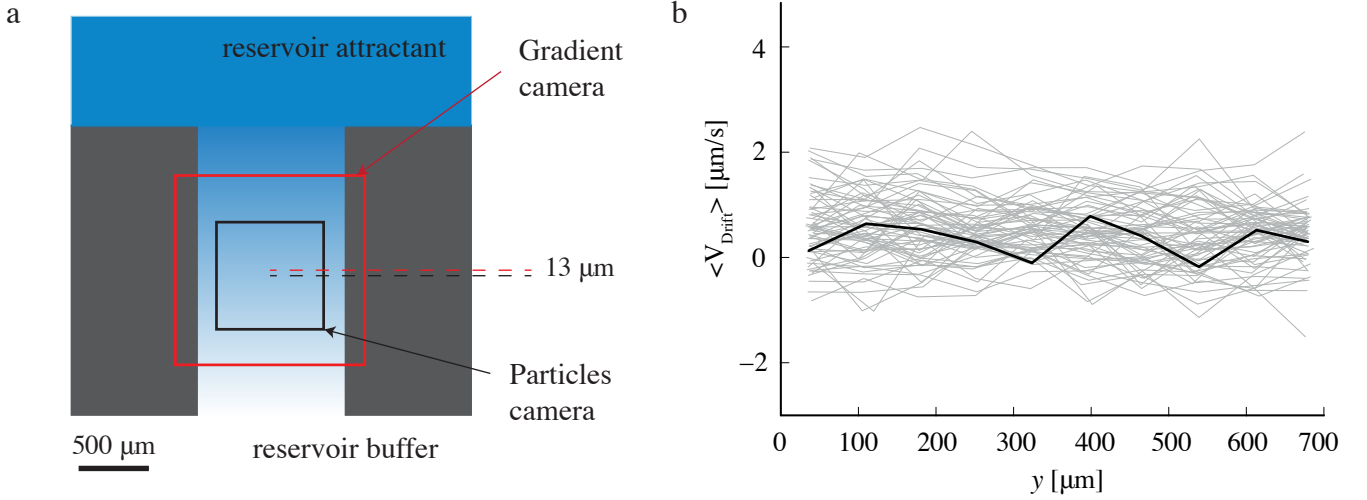 a
reservoir attractant
Gradient
camera
13 μm
Particles
camera
500 μm
reservoir buffer
b
<V_Drift> [μm/s]
4
2
0
−2
0 100 200 300 400 500 600 700
y [μm]